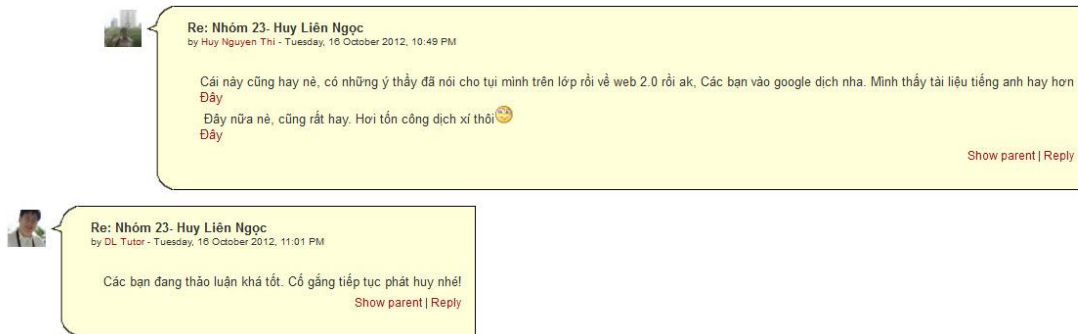 Re: Nhóm 23- Huy Liên Ngọc
by Huy Nguyen Thi - Tuesday, 16 October 2012, 10:49 PM
Cái này cũng hay nè, có những ý thầy đã nói cho tụi mình trên lớp rồi về web 2.0 rồi ak, Các bạn vào google dịch nha. Mình thấy tài liệu tiếng anh hay hơn
Đây
Đây nữa nè, cũng rất hay. Hơi tốn công dịch xí thôi
Đây
Show parent | Reply
Re: Nhóm 23- Huy Liên Ngọc
by DL Tutor - Tuesday, 16 October 2012, 11:01 PM
Các bạn đang thảo luận khá tốt. Cố gắng tiếp tục phát huy nhé!
Show parent | Reply